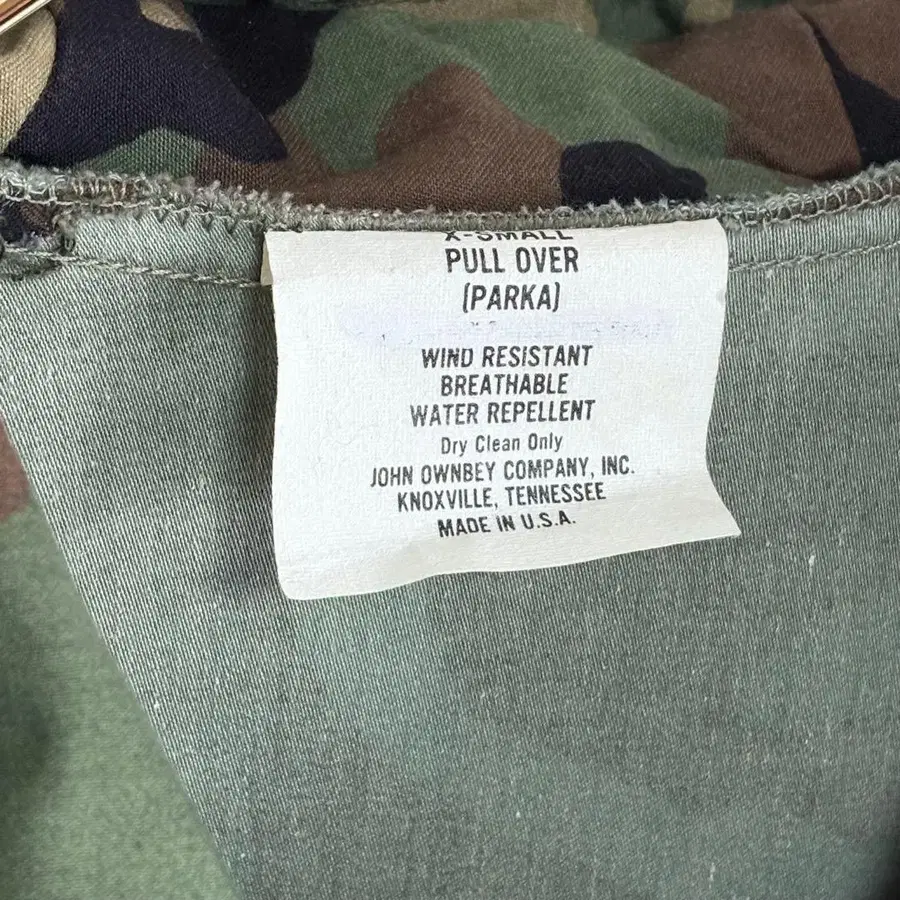 X-SMALL
PULL OVER
(PARKA)
WIND RESISTANT
BREATHABLE
WATER REPELLENT
Dry Clean Only
JOHN OWNBEY COMPANY, INC.
KNOXVILLE, TENNESSEE
MADE IN U.S.A.